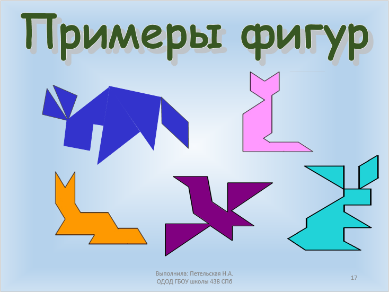 Примеры фигур
Выполнила: Петельская Н.А.
ОДОД ГБОУ школы 438 СПб
17